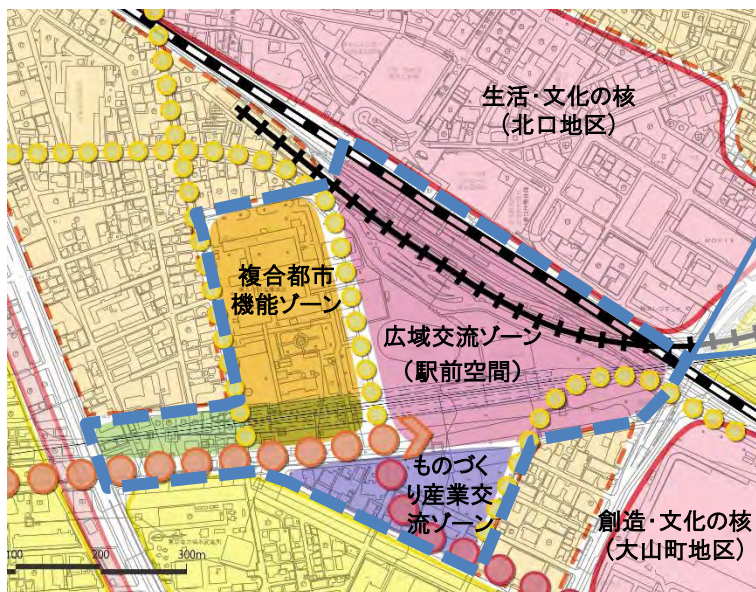 生活・文化の核
（北口地区）
複合都市
機能ゾーン
広域交流ゾーン
（駅前空間）
ものづく
り産業交
流ゾーン
創造・文化の核
（大山町地区）
100
200
300m